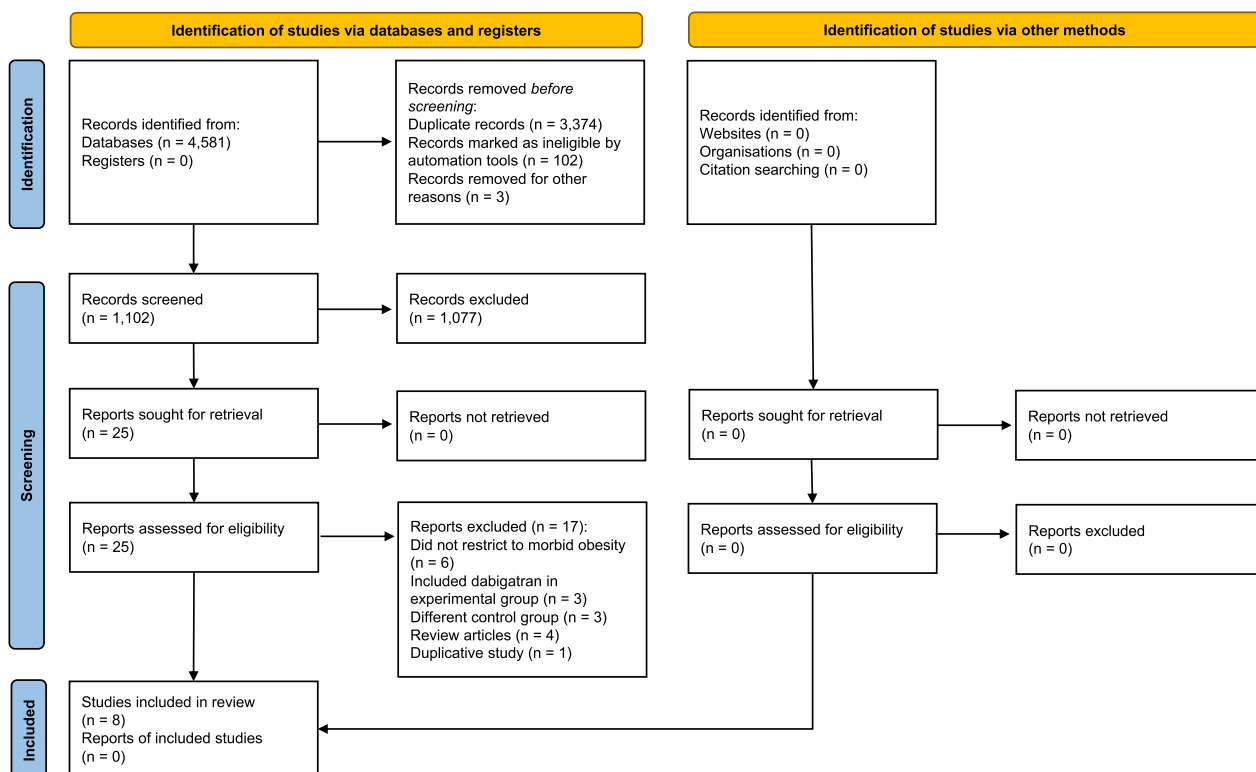 Identification of studies via databases and registers
Identification of studies via other methods
Identification
Records identified from:
Databases (n = 4,581)
Registers (n = 0)
Records removed before
screening:
Duplicate records (n = 3,374)
Records marked as ineligible by
automation tools (n = 102)
Records removed for other
reasons (n = 3)
Records identified from:
Websites (n = 0)
Organisations (n = 0)
Citation searching (n = 0)
Screening
Records screened
(n = 1,102)
Records excluded
(n = 1,077)
Reports sought for retrieval
(n = 25)
Reports not retrieved
(n = 0)
Reports sought for retrieval
(n = 0)
Reports not retrieved
(n = 0)
Reports assessed for eligibility
(n = 25)
Reports excluded (n = 17):
Did not restrict to morbid obesity
(n = 6)
Included dabigatran in
experimental group (n = 3)
Different control group (n = 3)
Review articles (n = 4)
Duplicative study (n = 1)
Reports assessed for eligibility
(n = 0)
Reports excluded
(n = 0)
Included
Studies included in review
(n = 8)
Reports of included studies
(n = 0)